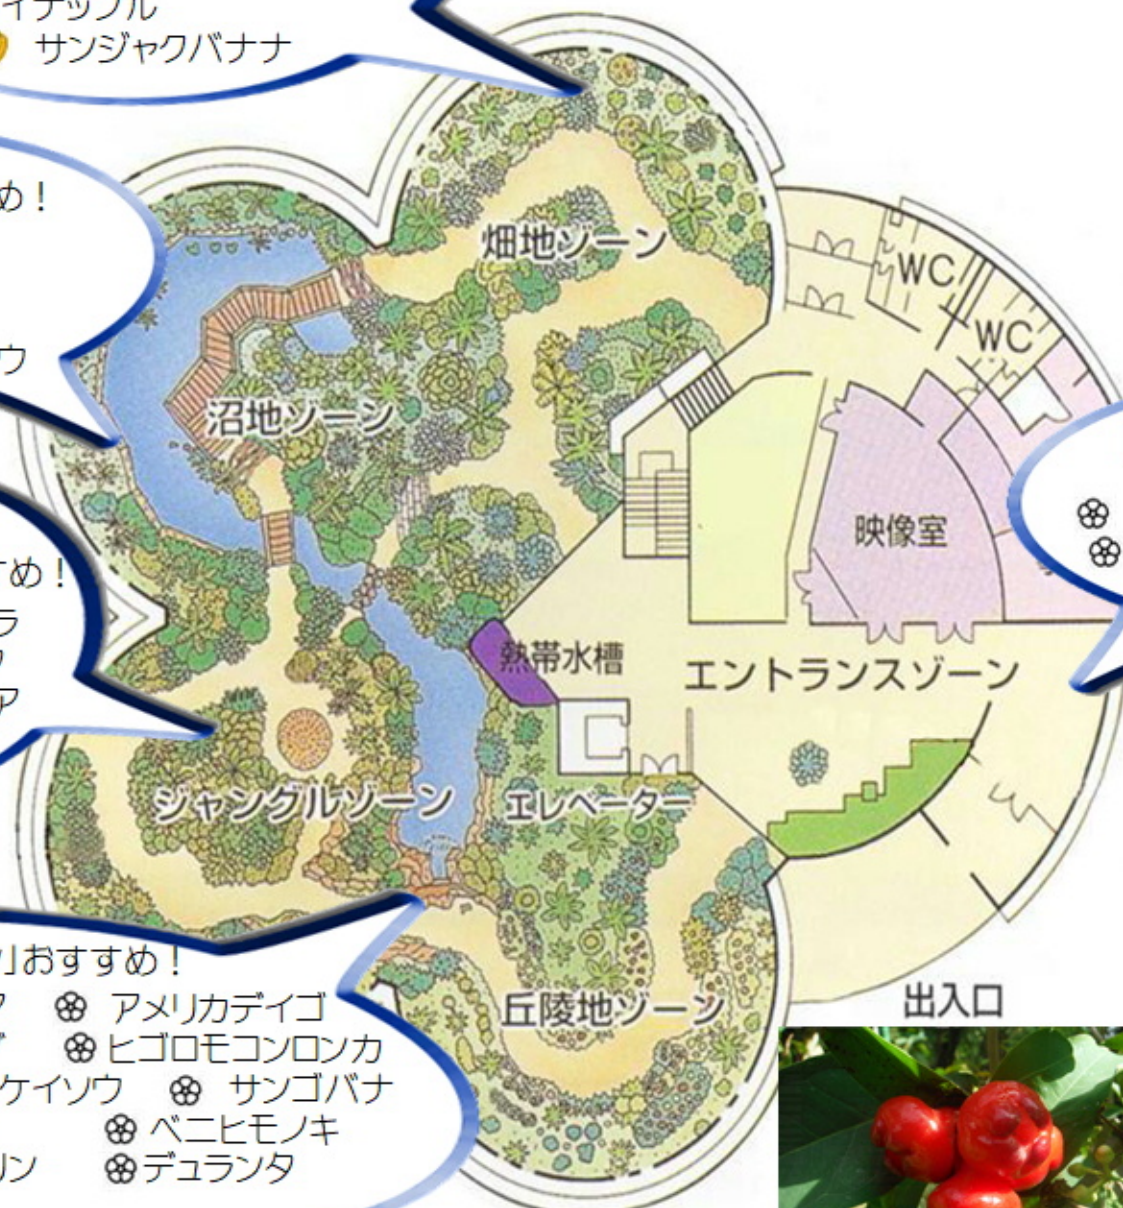 イナップル
サンジャクバナナ
め！
ウ
畑地ゾーン
WC
WC
沼地ゾーン
映像室
すめ！
ラ
ア
熱帯水槽
エントランスゾーン
ジャングルゾーン
エレベーター
」おすすめ！
アメリカデイゴ
ヒゴロモコンロンカ
ケイソウ サンゴバナ
ベニヒモノキ
リン デュランタ
丘陵地ゾーン
出入口